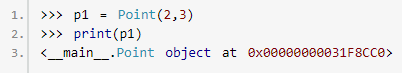 1. >>> p1 = Point(2,3)
2. >>> print(p1)
3. <__main__.Point object at 0x00000000031F8CC0>